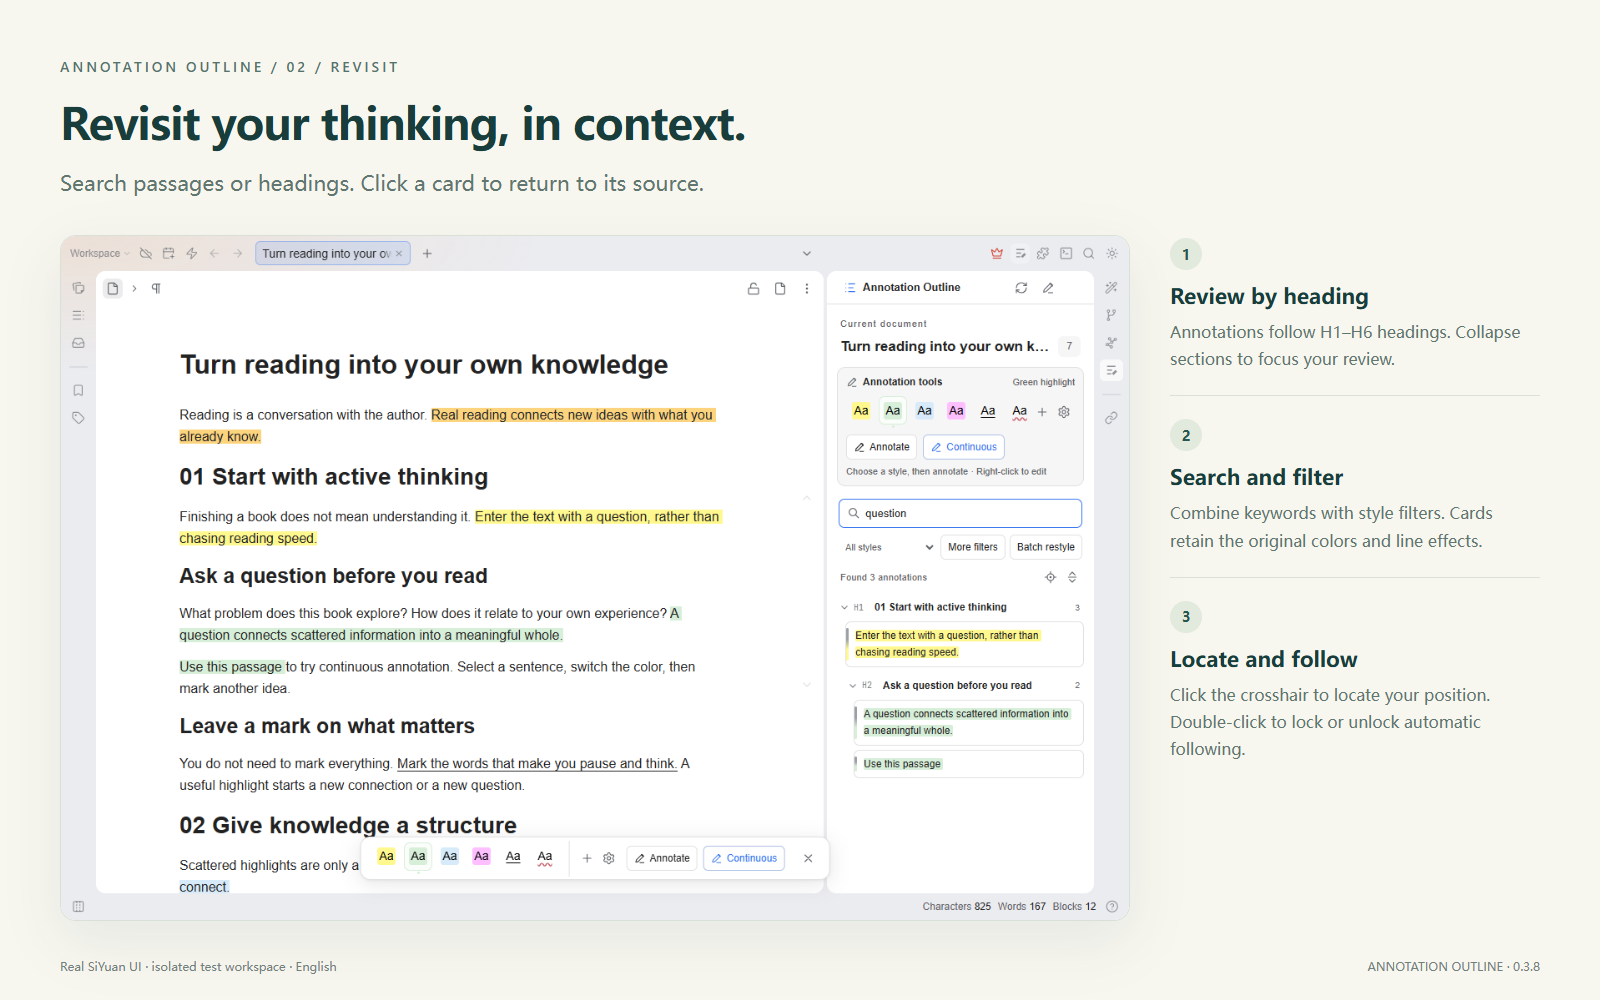 ANNOTATION OUTLINE / 02 / REVISIT
Revisit your thinking, in context.
Search passages or headings. Click a card to return to its source.
Workspace
Turn reading into your ov
Turn reading into your own knowledge
Reading is a conversation with the author. Real reading connects new ideas with what you
already know.
01 Start with active thinking
Finishing a book does not mean understanding it. Enter the text with a question, rather than
chasing reading speed.
Ask a question before you read
What problem does this book explore? How does it relate to your own experience? A
question connects scattered information into a meaningful whole.
Use this passage to try continuous annotation. Select a sentence, switch the color, then
mark another idea.
Leave a mark on what matters
You do not need to mark everything. Mark the words that make you pause and think. A
useful highlight starts a new connection or a new question.
02 Give knowledge a structure
Scattered highlights are only a
connect.
Aa Aa Aa Aa Aa Aa Annotate Continuous
Annotation Outline
Current document
Turn reading into your own k... 7
Annotation tools Green highlight
Aa Aa Aa Aa Aa Aa
Annotate Continuous
Choose a style, then annotate · Right-click to edit
question
All styles More filters Batch restyle
Found 3 annotations
H1 01 Start with active thinking 3
Enter the text with a question, rather than
chasing reading speed.
H2 Ask a question before you read 2
A question connects scattered information into
a meaningful whole.
Use this passage
Characters 825 Words 167 Blocks 12
1
Review by heading
Annotations follow H1–H6 headings. Collapse
sections to focus your review.
2
Search and filter
Combine keywords with style filters. Cards
retain the original colors and line effects.
3
Locate and follow
Click the crosshair to locate your position.
Double-click to lock or unlock automatic
following.
Real SiYuan UI · isolated test workspace · English
ANNOTATION OUTLINE · 0.3.8